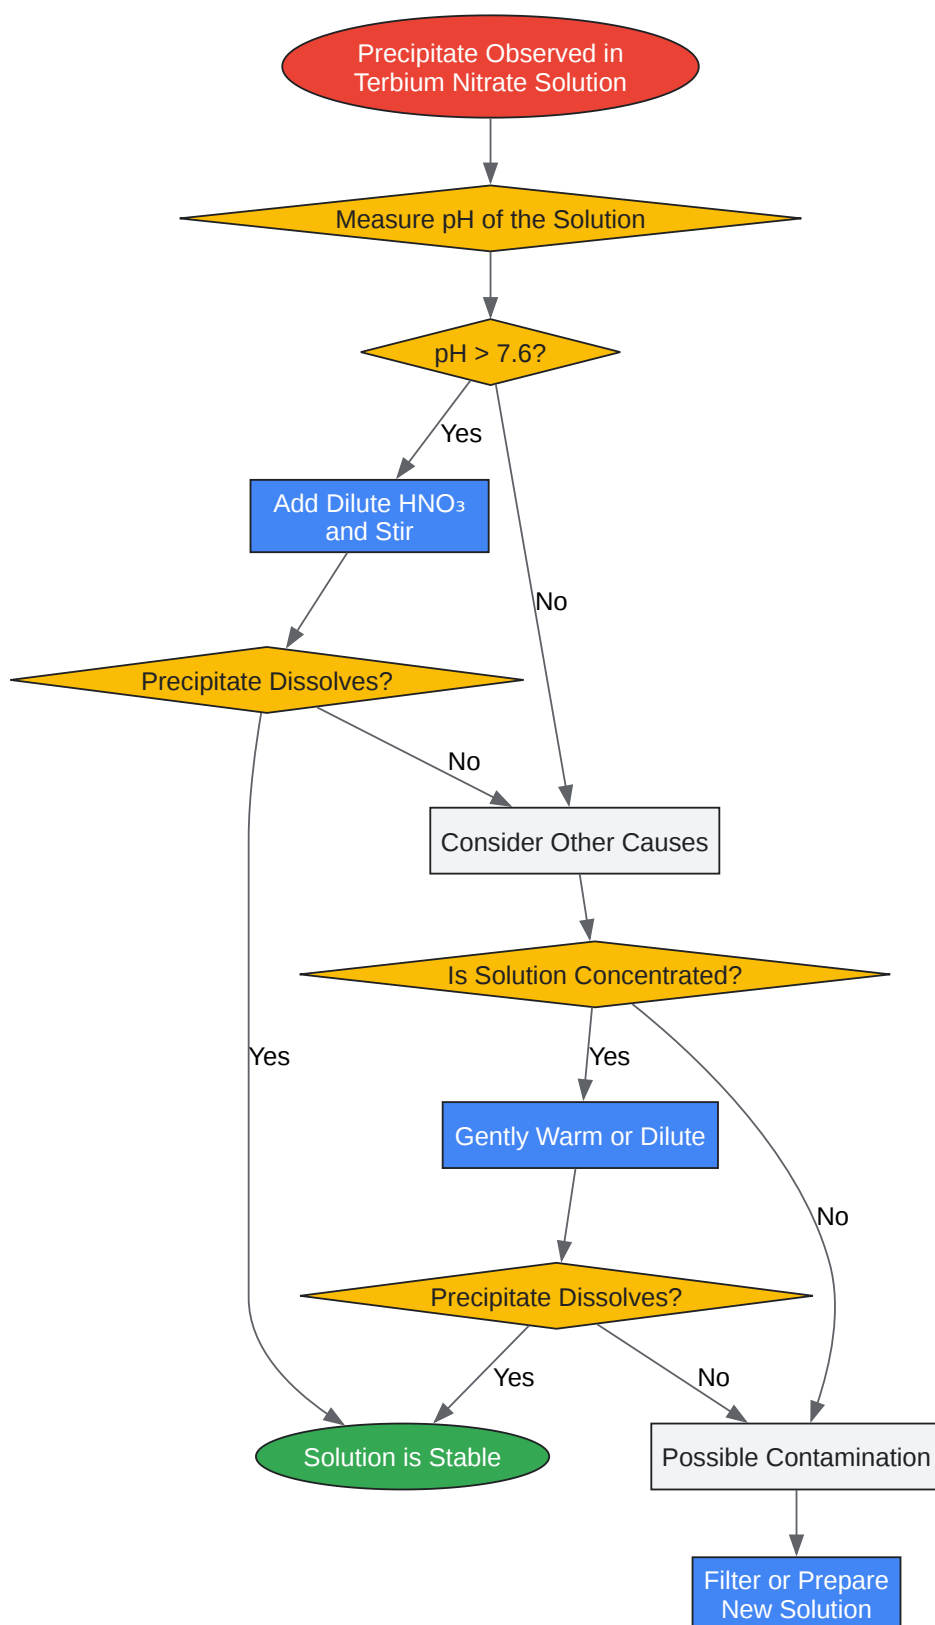 Precipitate Observed in
Terbium Nitrate Solution
Measure pH of the Solution
pH > 7.6?
Yes
Add Dilute HNO₃
and Stir
No
Precipitate Dissolves?
No
Consider Other Causes
Is Solution Concentrated?
Yes
Yes
Gently Warm or Dilute
No
Precipitate Dissolves?
Yes
No
Solution is Stable
Possible Contamination
Filter or Prepare
New Solution